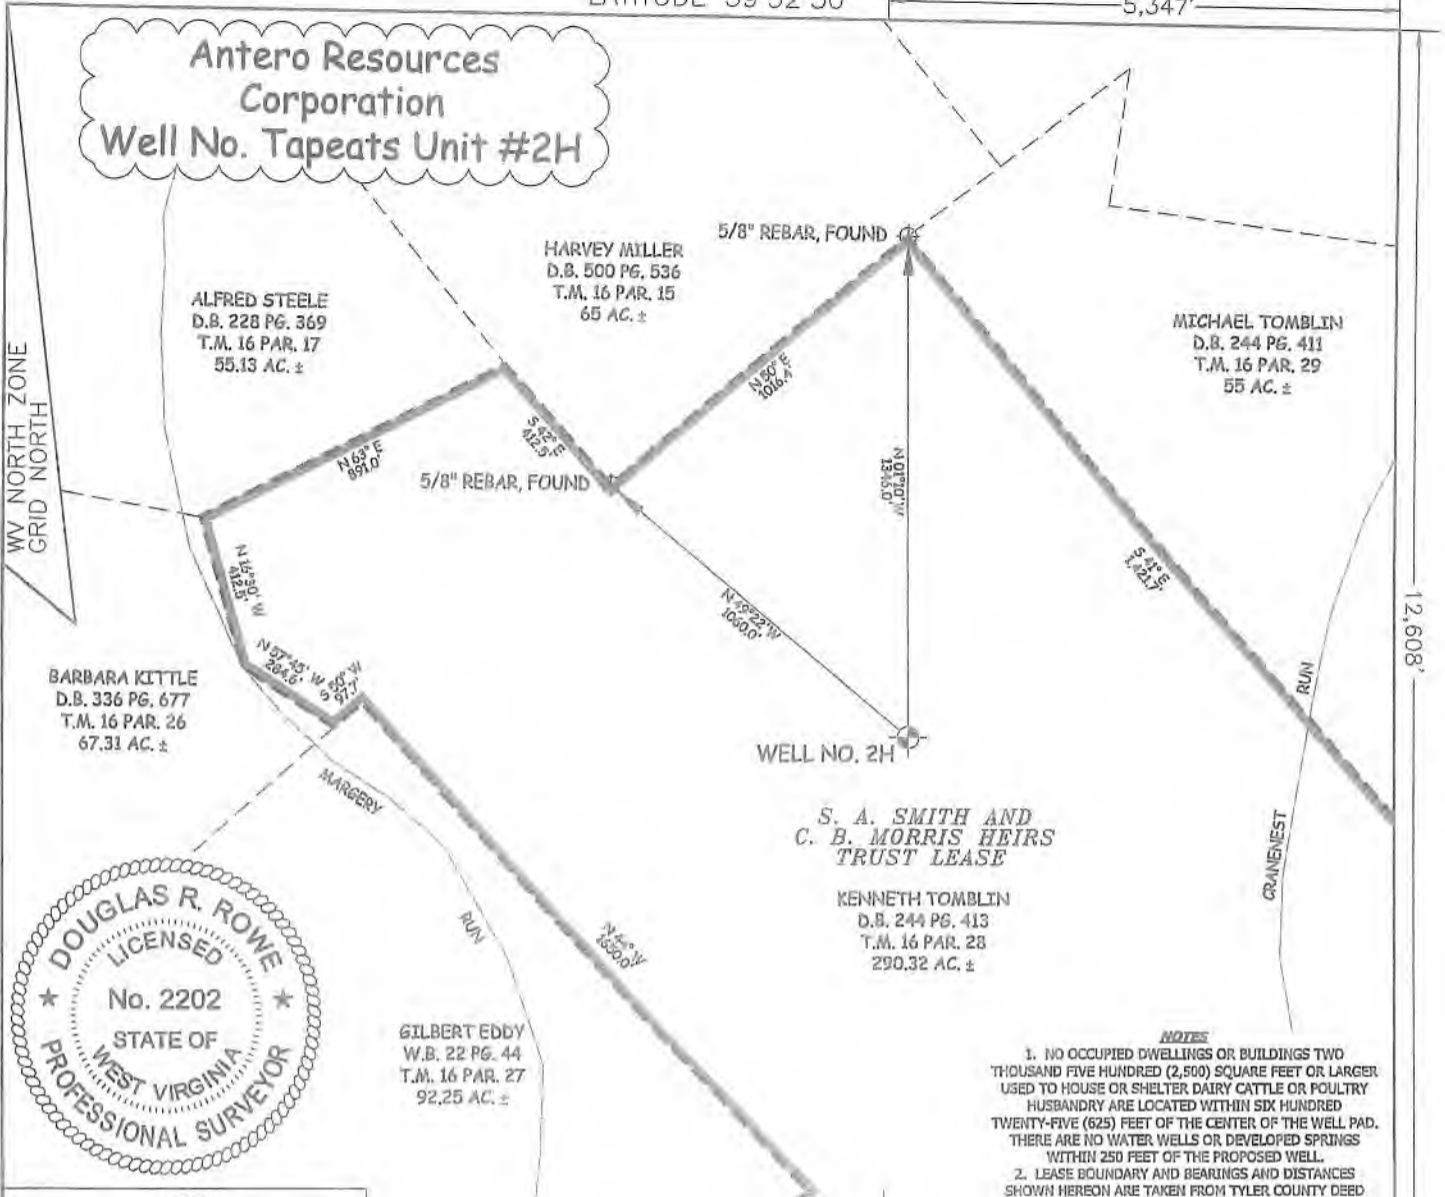 5,347'
Antero Resources
Corporation
Well No. Tapeats Unit #2H
5/8" REBAR, FOUND
HARVEY MILLER
D.B. 500 PG. 536
T.M. 16 PAR. 15
65 AC. ±
ALFRED STEELE
D.B. 228 PG. 369
T.M. 16 PAR. 17
55.13 AC. ±
MICHAEL TOMBLIN
D.B. 244 PG. 411
T.M. 16 PAR. 29
55 AC. ±
WV NORTH ZONE
GRID NORTH
N 50° E
1016.4'
S 42° E
412.5'
N 63° E
891.0'
5/8" REBAR, FOUND
N 01°10' W
1345.0'
S 41° E
1,421.7'
N 16°30' W
412.5'
N 49°22' W
1060.0'
12,608'
N 57°45' W
284.6'
W
97.7'
BARBARA KITTLE
D.B. 336 PG. 677
T.M. 16 PAR. 26
67.31 AC. ±
RUN
WELL NO. 2H
MARGERY
S. A. SMITH AND
C. B. MORRIS HEIRS
TRUST LEASE
CRANENEST
KENNETH TOMBLIN
D.B. 244 PG. 413
T.M. 16 PAR. 28
290.32 AC. ±
DOUGLAS R. ROWE
LICENSED
No. 2202
STATE OF
WEST VIRGINIA
PROFESSIONAL SURVEYOR
RUN
N 44° W
1650.0'
GILBERT EDDY
W.B. 22 PG. 44
T.M. 16 PAR. 27
92.25 AC. ±
NOTES
1. NO OCCUPIED DWELLINGS OR BUILDINGS TWO
THOUSAND FIVE HUNDRED (2,500) SQUARE FEET OR LARGER
USED TO HOUSE OR SHELTER DAIRY CATTLE OR POULTRY
HUSBANDRY ARE LOCATED WITHIN SIX HUNDRED
TWENTY-FIVE (625) FEET OF THE CENTER OF THE WELL PAD.
THERE ARE NO WATER WELLS OR DEVELOPED SPRINGS
WITHIN 250 FEET OF THE PROPOSED WELL.
2. LEASE BOUNDARY AND BEARINGS AND DISTANCES
SHOWN HEREON ARE TAKEN FROM TYLER COUNTY DEED